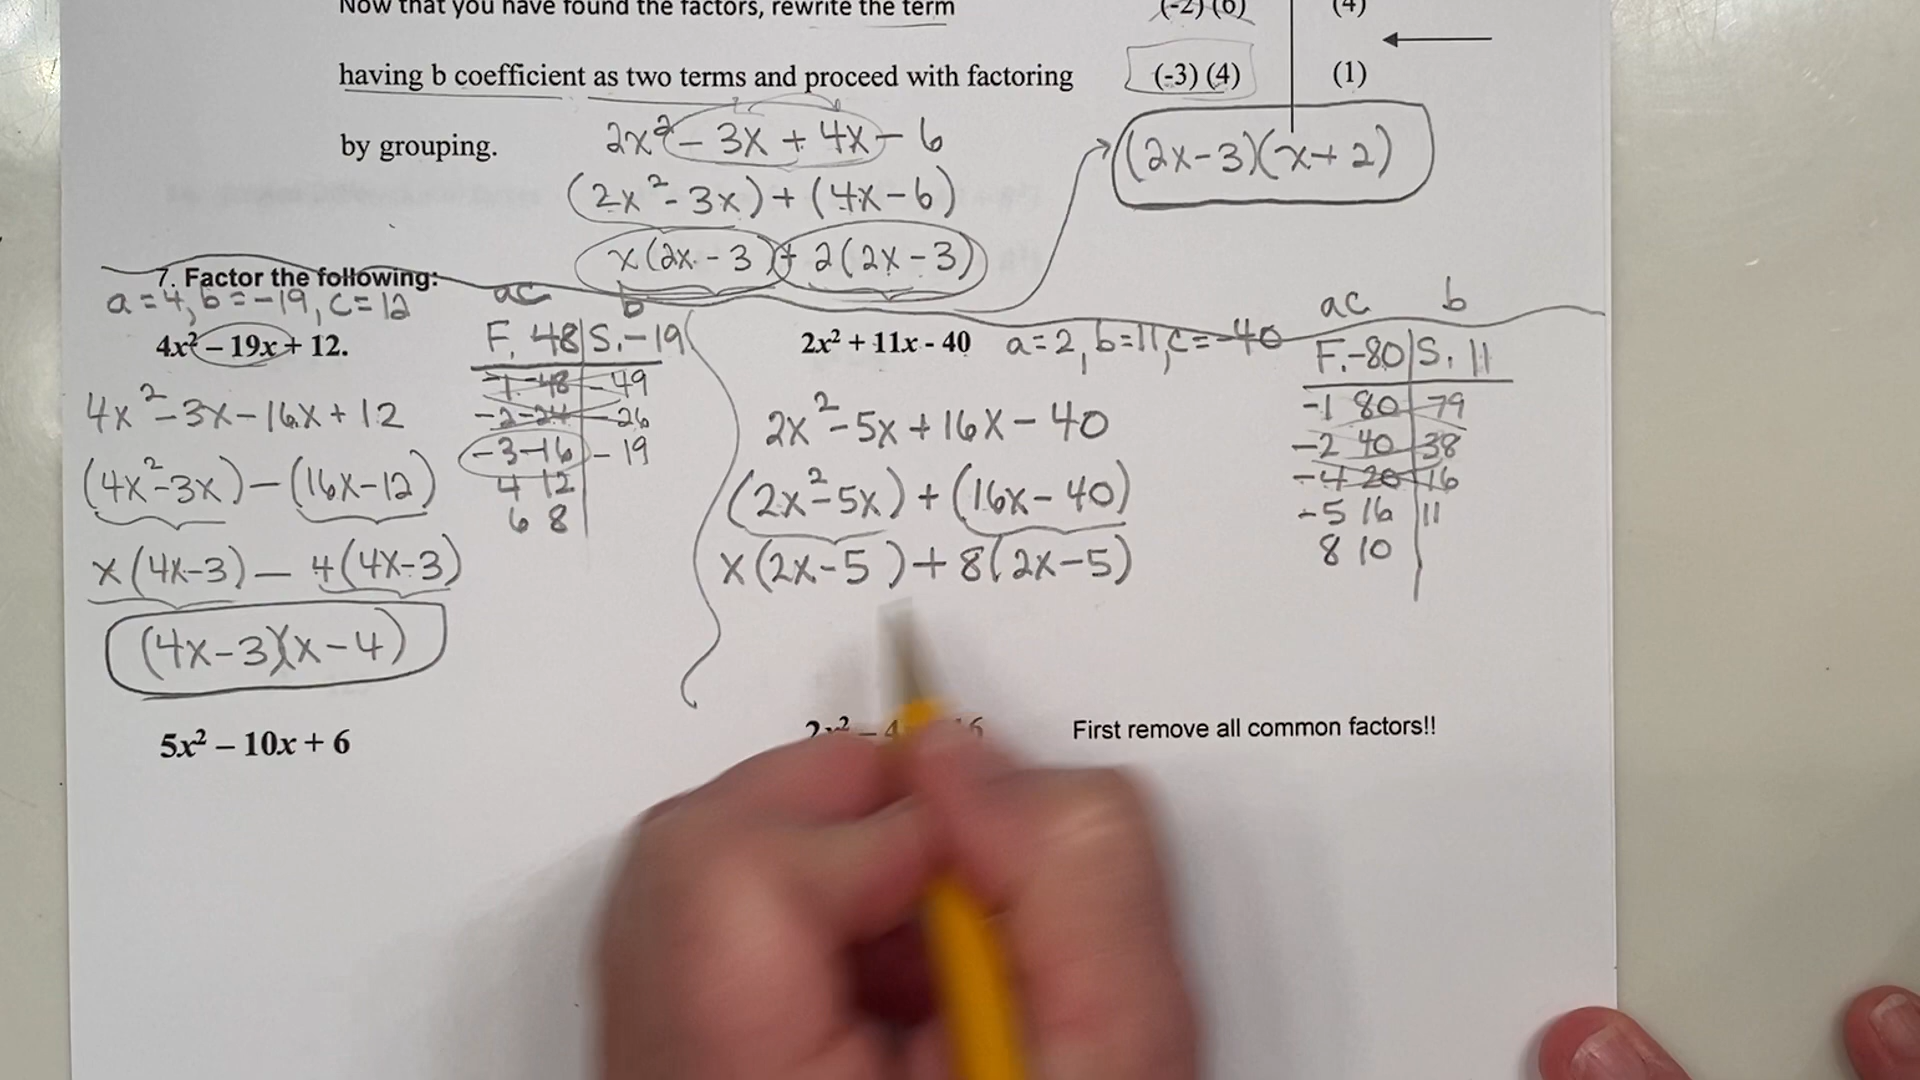 Now that you have found the factors, rewrite the term
(-2) (6) (4)
having b coefficient as two terms and proceed with factoring
(-3) (4) (1)
by grouping.
2x² - 3x + 4x - 6
(2x² - 3x) + (4x - 6)
x(2x - 3) + 2(2x - 3)
(2x - 3)(x + 2)
7. Factor the following:
a = 4, b = -19, c = 12
4x² – 19x + 12.
ac b
F. 48 S. -19
-1 -48 -49
-2 -24 -26
-3 -16 -19
4 12
6 8
4x² - 3x - 16x + 12
(4x² - 3x) - (16x - 12)
x(4x - 3) - 4(4x - 3)
(4x - 3)(x - 4)
2x² + 11x - 40
a = 2, b = 11, c = -40
ac b
F. -80 S. 11
-1 80 79
-2 40 38
-4 20 16
-5 16 11
8 10
2x² - 5x + 16x - 40
(2x² - 5x) + (16x - 40)
x(2x - 5) + 8(2x - 5)
5x² – 10x + 6
First remove all common factors!!